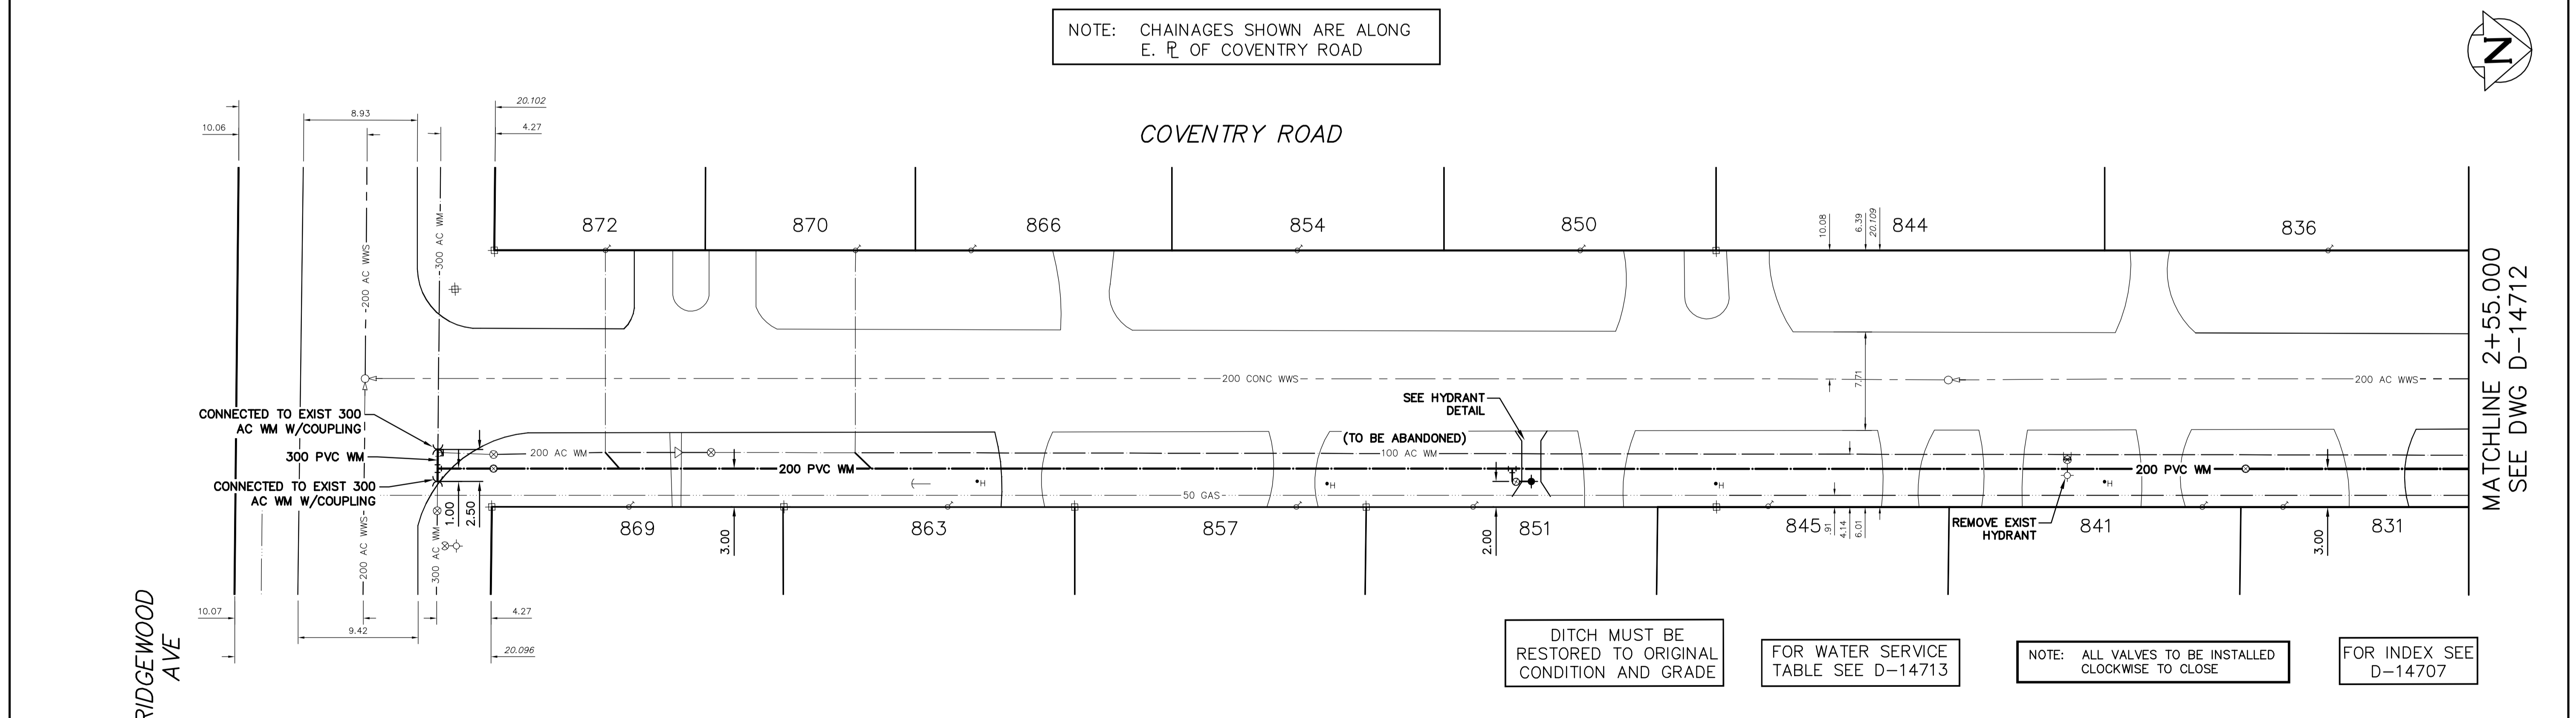 NOTE: CHAINAGES SHOWN ARE ALONG
E. ⅊ OF COVENTRY ROAD
N
20.102
8.93
10.06
4.27
COVENTRY ROAD
872
870
866
854
850
844
836
10.08
6.39
20.109
200 AC WWS
300 AC WM
7.71
200 CONC WWS
200 AC WWS
MATCHLINE 2+55.000
SEE DWG D-14712
CONNECTED TO EXIST 300
AC WM W/COUPLING
300 PVC WM
CONNECTED TO EXIST 300
AC WM W/COUPLING
SEE HYDRANT
DETAIL
(TO BE ABANDONED)
200 AC WM
100 AC WM
200 PVC WM
200 PVC WM
H
H
H
H
50 GAS
1.00
2.50
200 AC WWS
300 AC WM
869
3.00
863
857
2.00
851
845
.91
4.14
6.01
REMOVE EXIST
HYDRANT
841
3.00
831
10.07
4.27
9.42
20.096
RIDGEWOOD
AVE
DITCH MUST BE
RESTORED TO ORIGINAL
CONDITION AND GRADE
FOR WATER SERVICE
TABLE SEE D-14713
NOTE: ALL VALVES TO BE INSTALLED
CLOCKWISE TO CLOSE
FOR INDEX SEE
D-14707